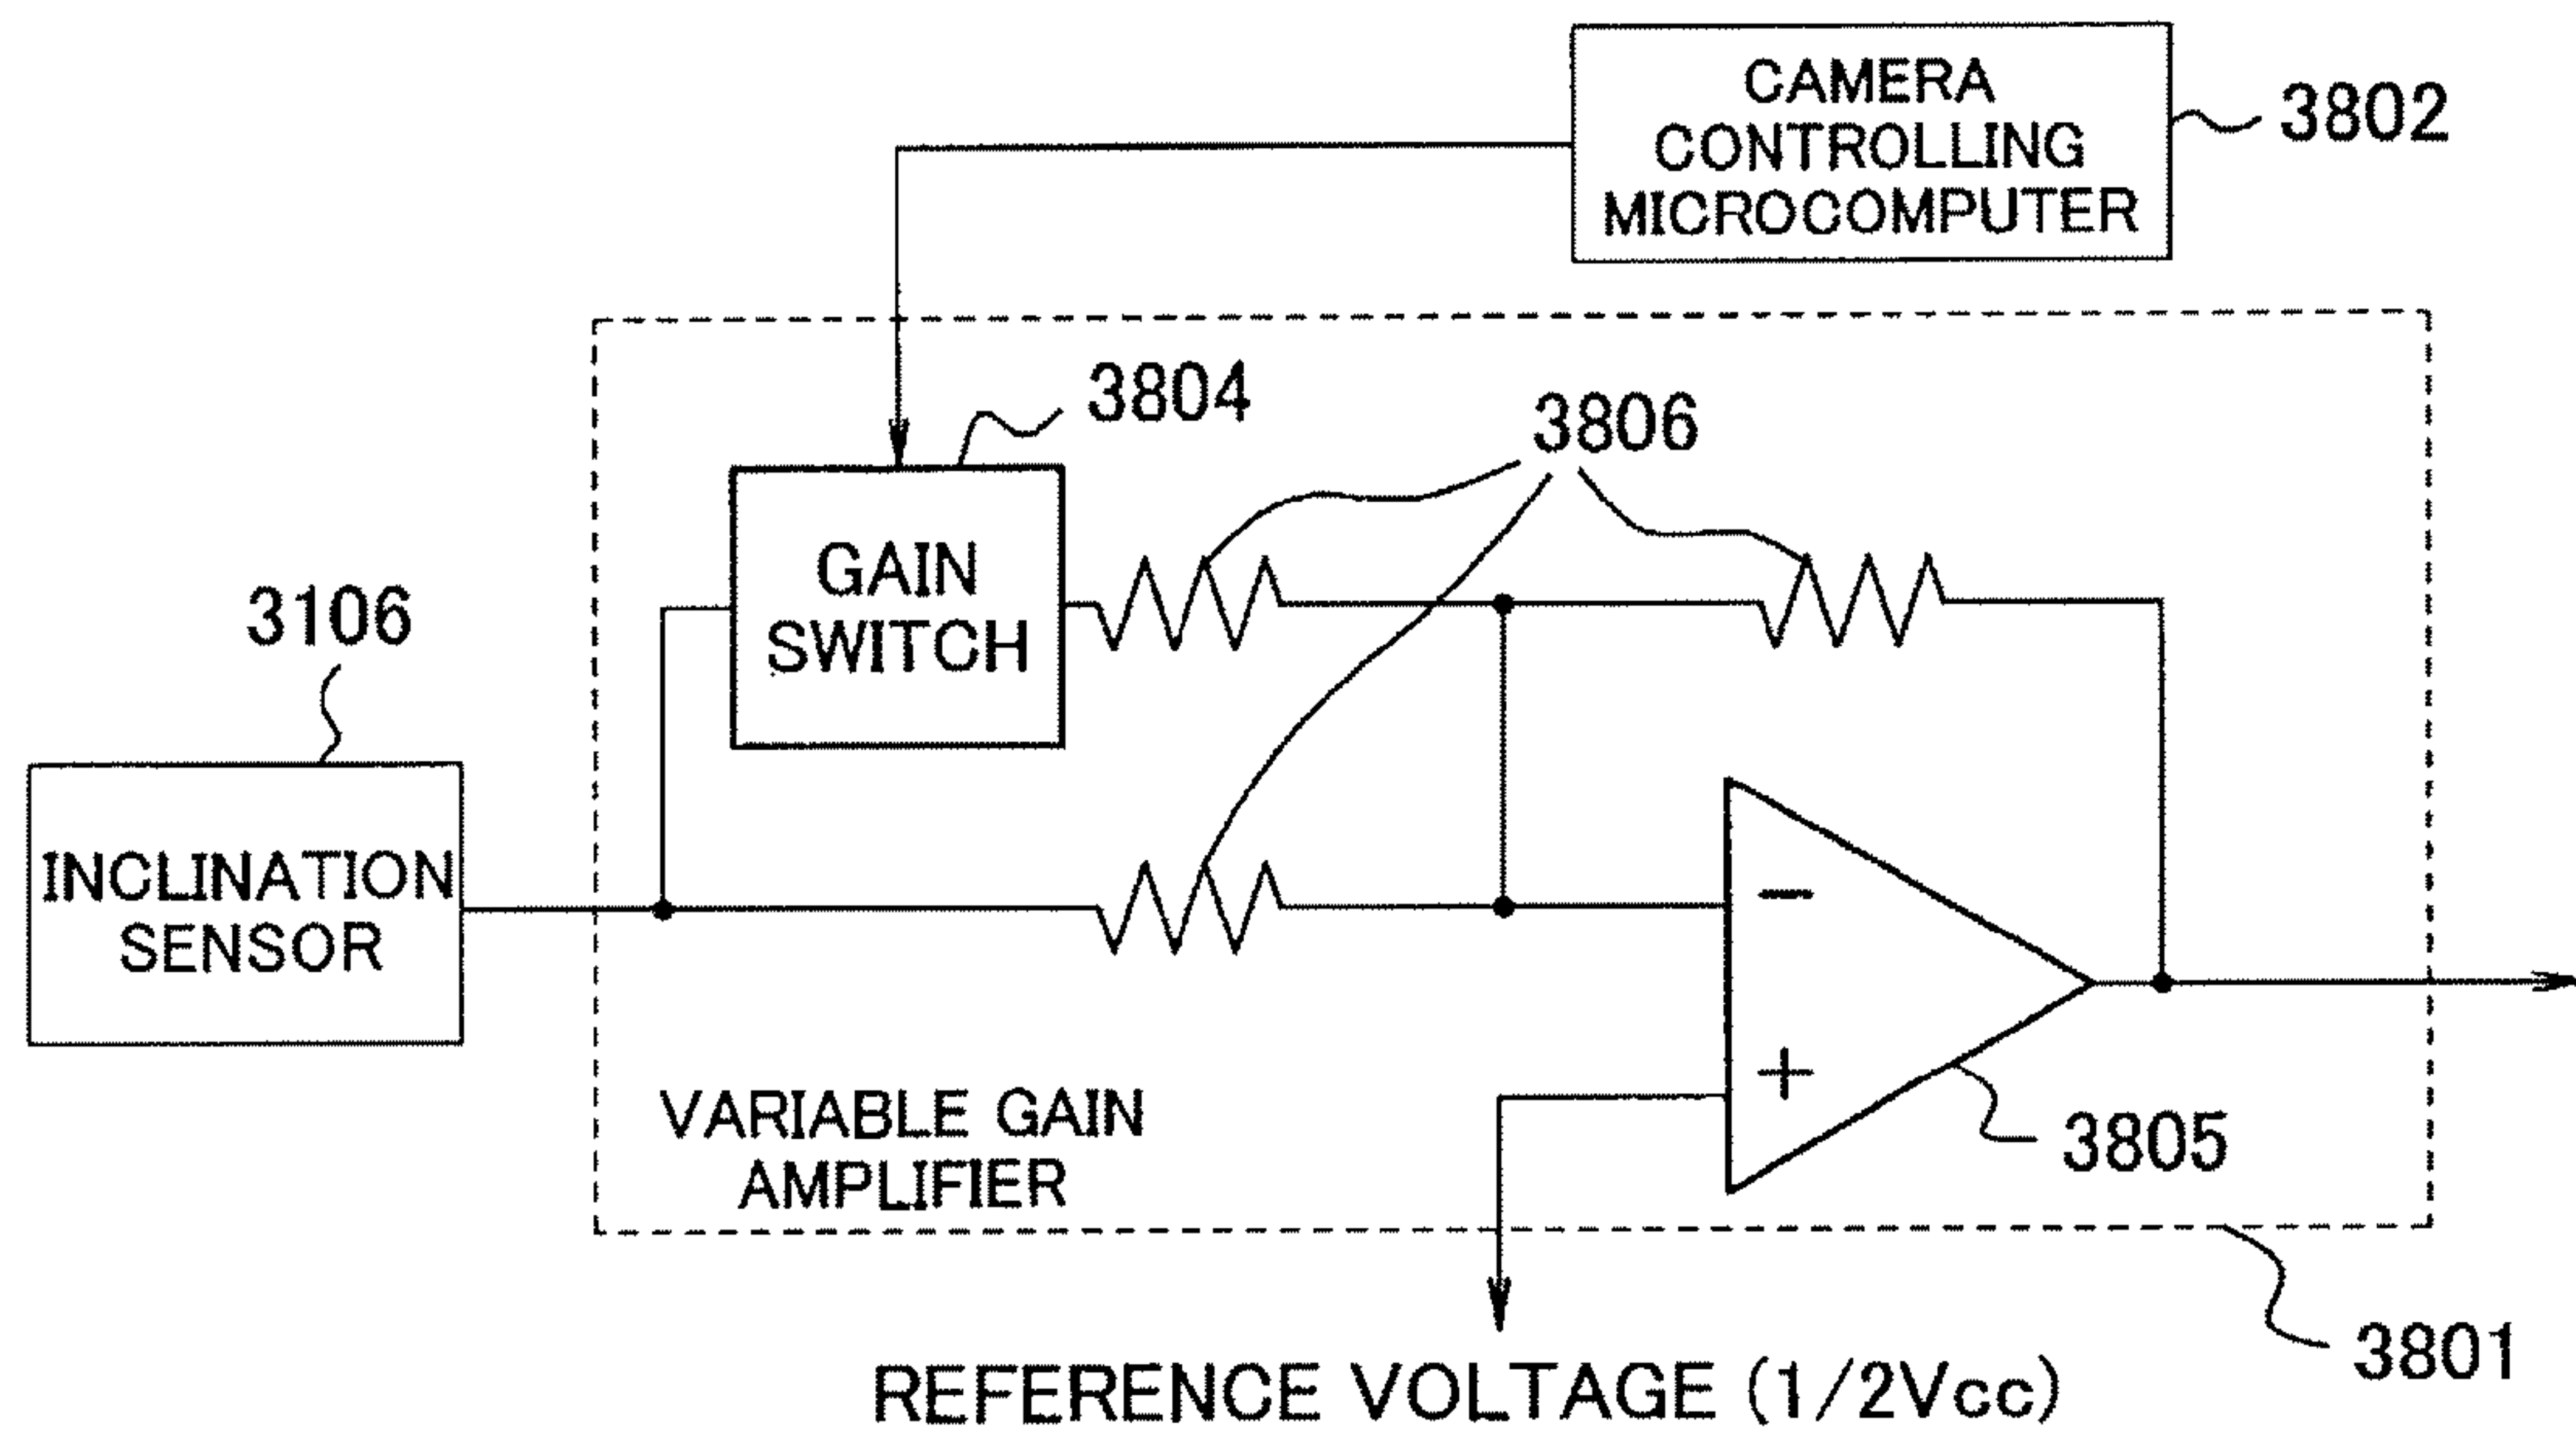 CAMERA
CONTROLLING
MICROCOMPUTER
3802
3804
3806
GAIN
SWITCH
3106
INCLINATION
SENSOR
−
+
VARIABLE GAIN
AMPLIFIER
3805
3801
REFERENCE VOLTAGE (1/2Vcc)